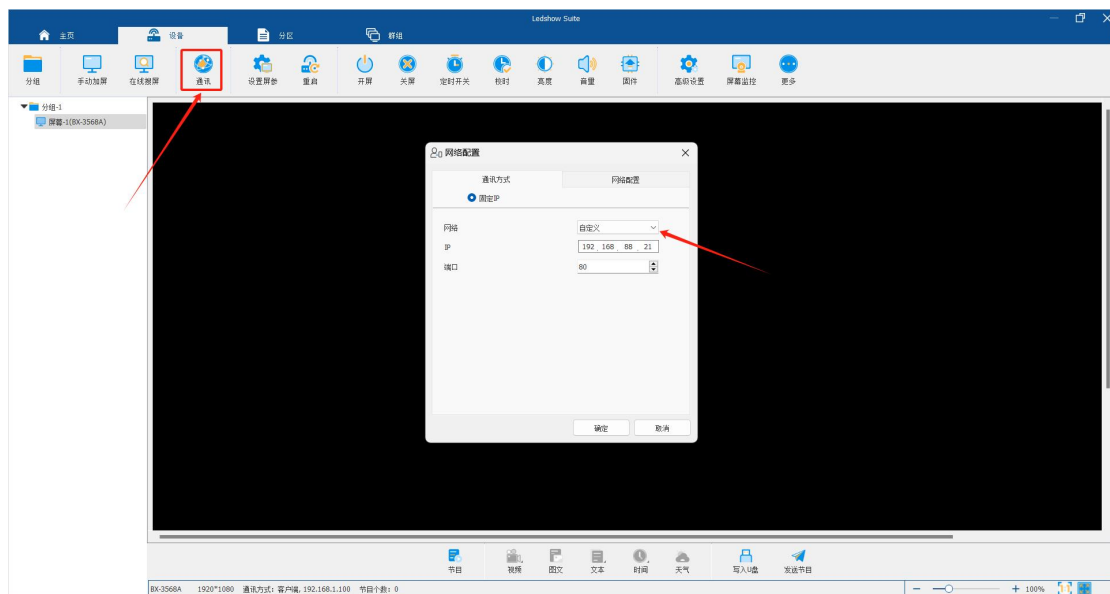 Ledshow Suite
主页
设备
分区
群组
分组
手动加屏
在线搜屏
通讯
设置屏参
重启
开屏
关屏
定时开关
校时
亮度
音量
固件
高级设置
屏幕监控
更多
分组-1
屏幕-1(BX-3568A)
网络配置
通讯方式
网络配置
固定IP
网络
自定义
IP
192 . 168 . 88 . 21
端口
80
确定
取消
节目
视频
图文
文本
时间
天气
写入U盘
发送节目
BX-3568A 1920*1080 通讯方式: 客户端, 192.168.1.100 节目个数: 0
100%